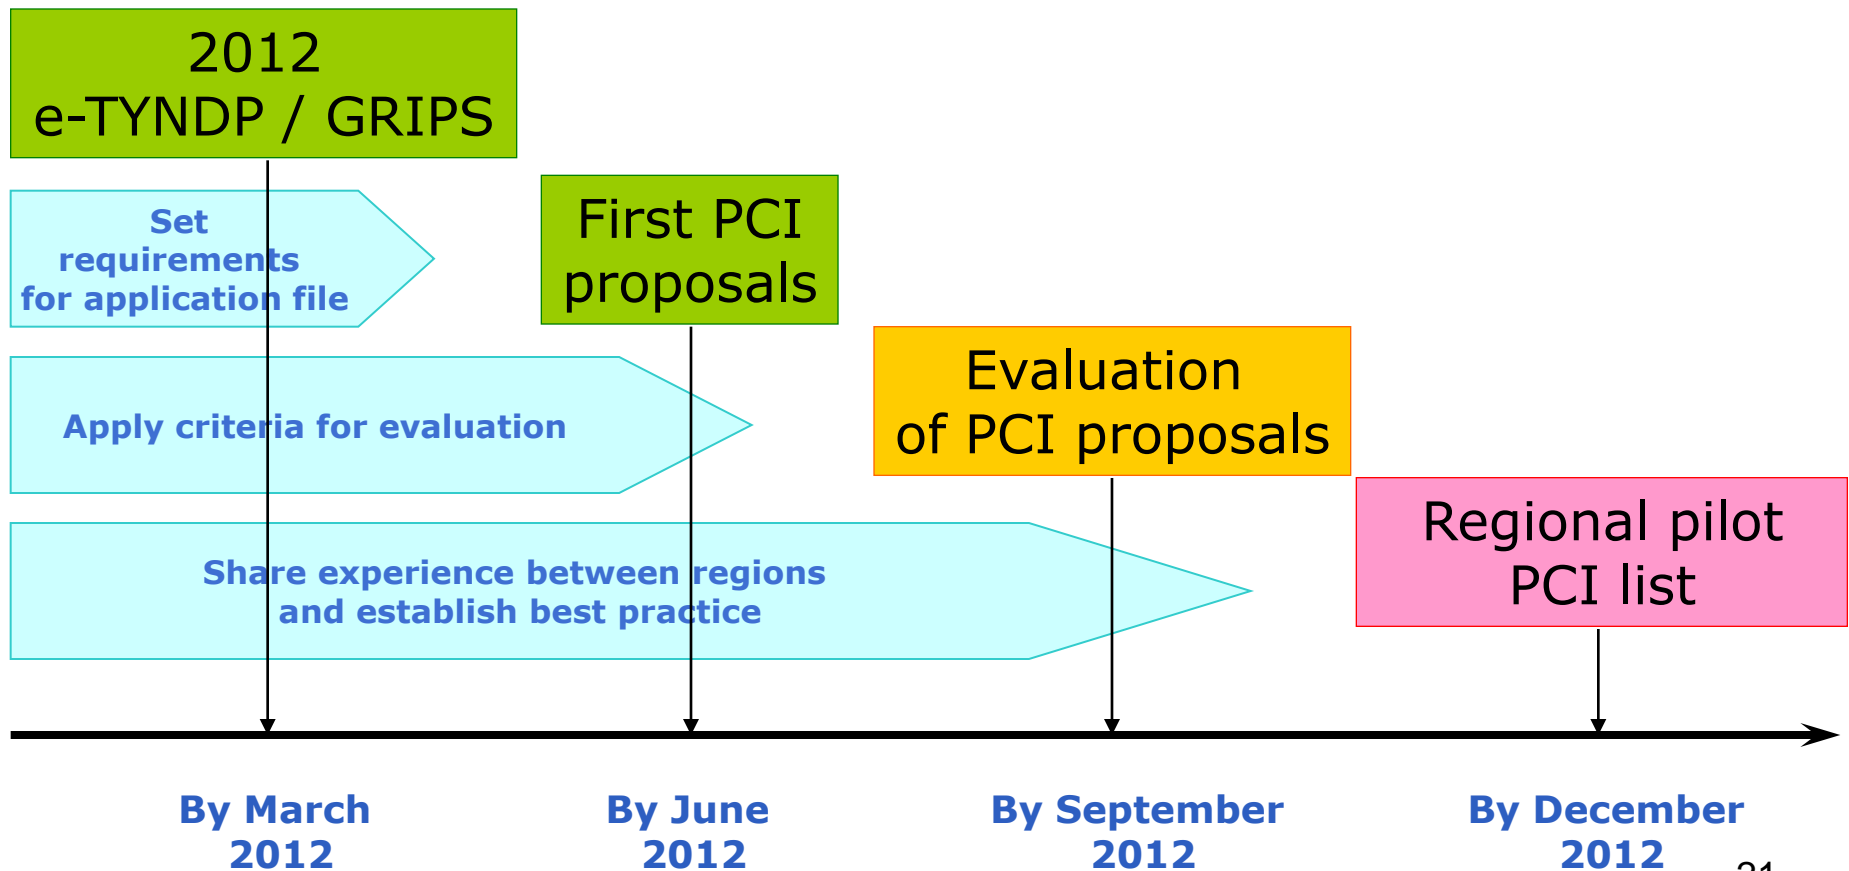 2012
e-TYNDP / GRIPS
Set
requirements
for application file
First PCI
proposals
Apply criteria for evaluation
Evaluation
of PCI proposals
Share experience between regions
and establish best practice
Regional pilot
PCI list
By March
2012
By June
2012
By September
2012
By December
2012